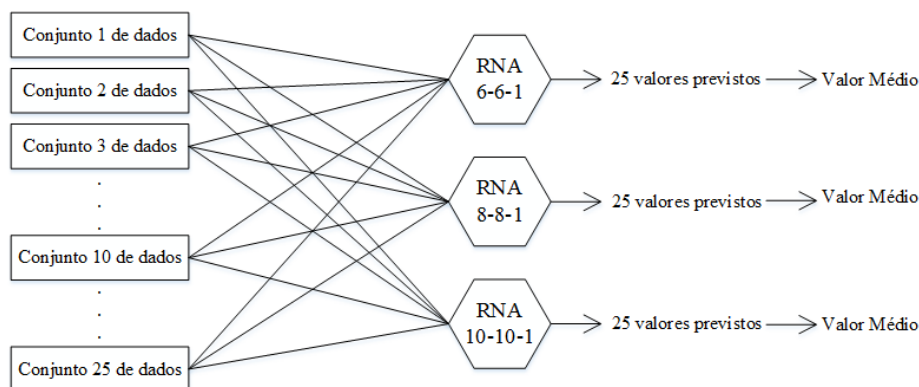 Conjunto 1 de dados
Conjunto 2 de dados
Conjunto 3 de dados
.
.
.
Conjunto 10 de dados
.
.
.
Conjunto 25 de dados
RNA
6-6-1
25 valores previstos
Valor Médio
RNA
8-8-1
25 valores previstos
Valor Médio
RNA
10-10-1
25 valores previstos
Valor Médio